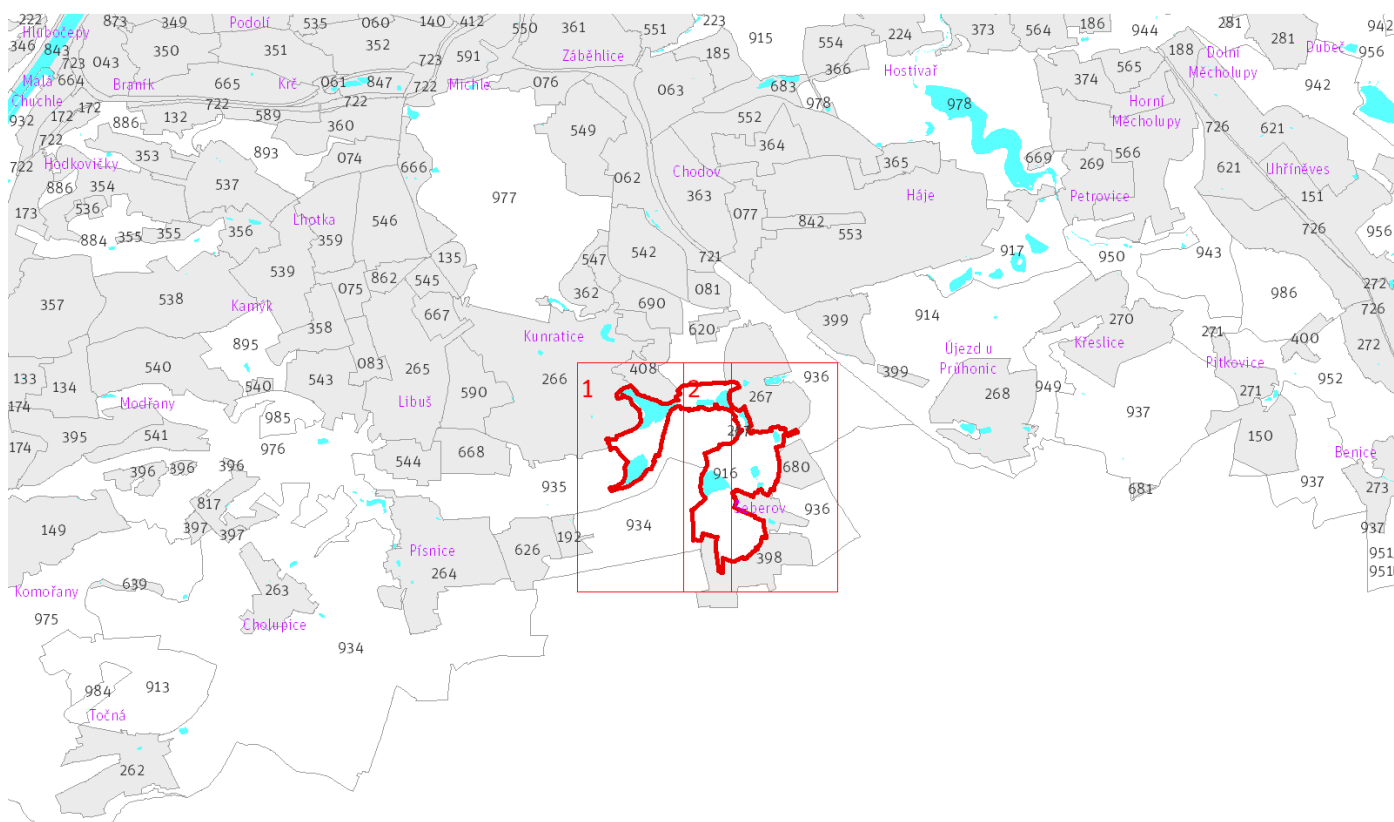 222 873 349 Podolí 535 060 140 412 550 361 551 223 224 373 564 186 281 942
Hlubočepy
346 843 723 043 350 351 352 723 591 Záběhlice 185 915 554 366 944 188 Dolní Měcholupy 281 Dubeč 956
Malá Chuchle 664 Braník 665 Krč 061 847 722 Michle 076 063 683 978 Hostivař 978 374 565 942
932 172 172 722 589 722 552 Horní Měcholupy
722 886 132 893 360 549 364 726 621
Hodkovičky 353 074 666 Chodov 365 669 269 566 621 Uhříněves
722 886 354 537 977 062 363 Háje Petrovice 151
173 536 Lhotka 546 077 842 726
884 355 355 356 359 553 956
135 547 542 721 917 950 943
357 538 539 075 862 545 362 081 986 272
Kamýk 358 667 690 726
895 Kunratice 620 399 914 270 271 400 272
540 083 Újezd u Průhonic Křeslice Pitkovice
133 134 540 543 265 266 408 936 399 952
174 Modřany 985 Libuš 590 1 2 267 268 949 937 271
395 541 976 267 150
174 396 396 396 544 668 916 680 Benice
817 935 681 937 273
149 397 397 934 936 937
Písnice 626 192 398 951
639 263 264 951
Komořany
975 Cholupice
934
984 913
Točná
262